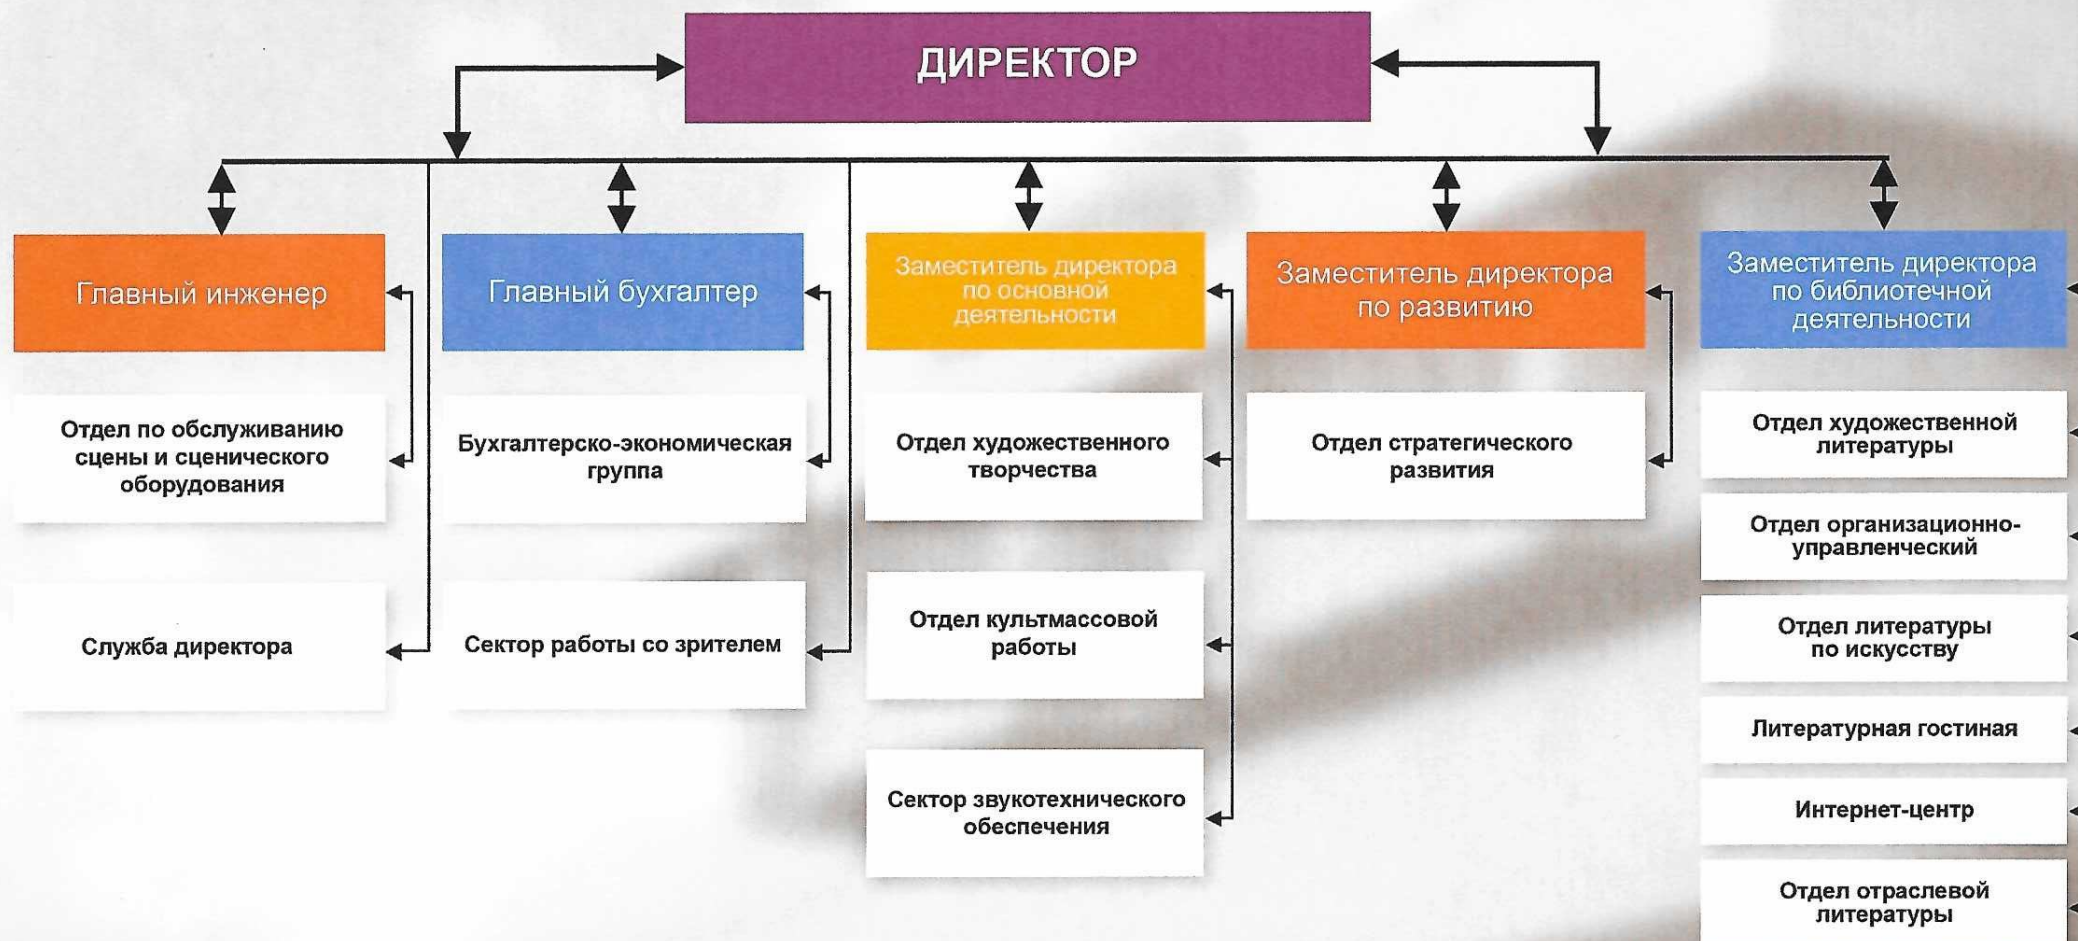 ДИРЕКТОР
Главный инженер
Главный бухгалтер
Заместитель директора
по основной
деятельности
Заместитель директора
по развитию
Заместитель директора
по библиотечной
деятельности
Отдел по обслуживанию
сцены и сценического
оборудования
Бухгалтерско-экономическая
группа
Отдел художественного
творчества
Отдел стратегического
развития
Отдел художественной
литературы
Отдел организационно-
управленческий
Служба директора
Сектор работы со зрителем
Отдел культмассовой
работы
Отдел литературы
по искусству
Литературная гостиная
Сектор звукотехнического
обеспечения
Интернет-центр
Отдел отраслевой
литературы